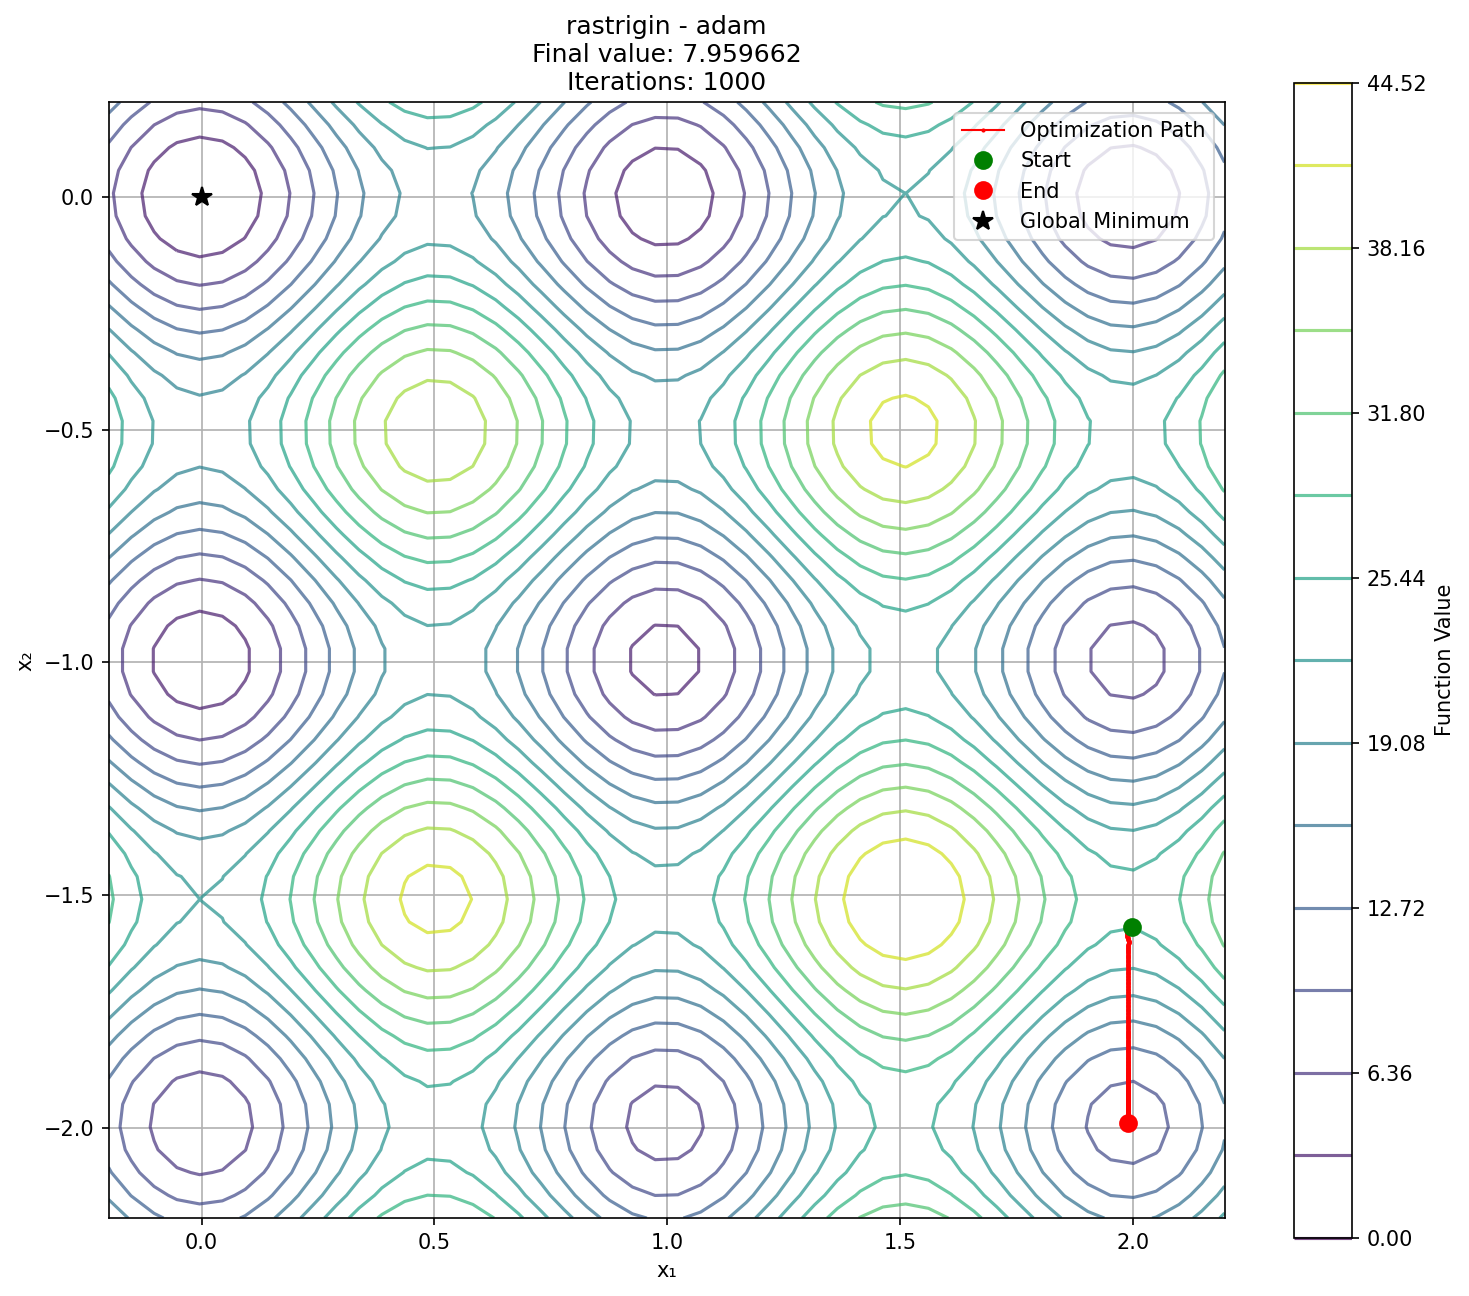 rastrigin - adam
Final value: 7.959662
Iterations: 1000
Optimization Path
Start
End
Global Minimum
0.0
−0.5
−1.0
−1.5
−2.0
x₂
0.0
0.5
1.0
1.5
2.0
x₁
44.52
38.16
31.80
25.44
19.08
12.72
6.36
0.00
Function Value